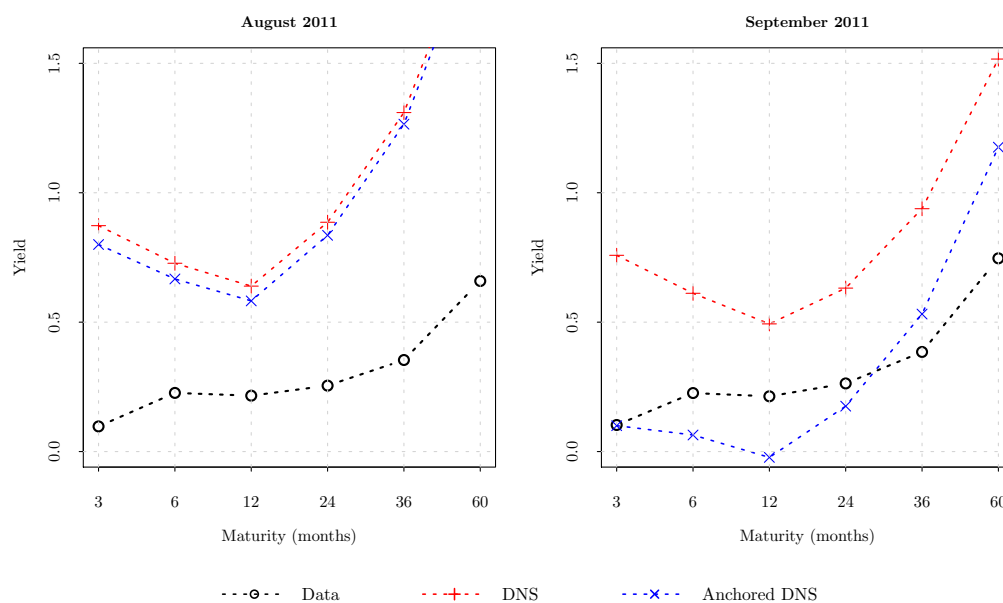 August 2011
September 2011
Yield
1.5
1.0
0.5
0.0
3 6 12 24 36 60
Maturity (months)
Yield
1.5
1.0
0.5
0.0
3 6 12 24 36 60
Maturity (months)
Data DNS Anchored DNS